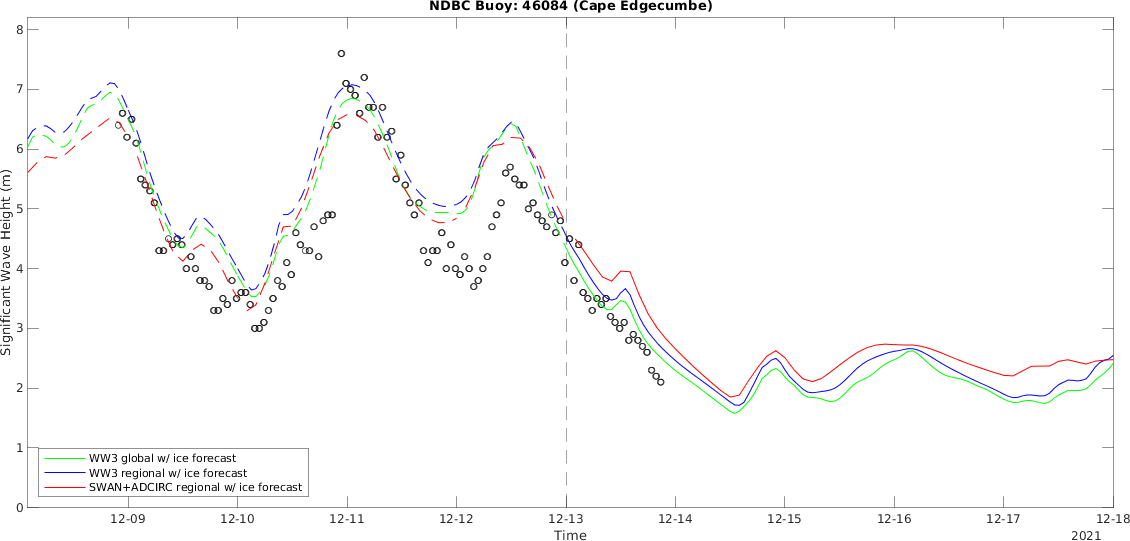 NDBC Buoy: 46084 (Cape Edgecumbe)
8
7
6
5
4
3
2
1
0
Significant Wave Height (m)
WW3 global w/ ice forecast
WW3 regional w/ ice forecast
SWAN+ADCIRC regional w/ ice forecast
12-09 12-10 12-11 12-12 12-13 12-14 12-15 12-16 12-17 12-18
Time
2021